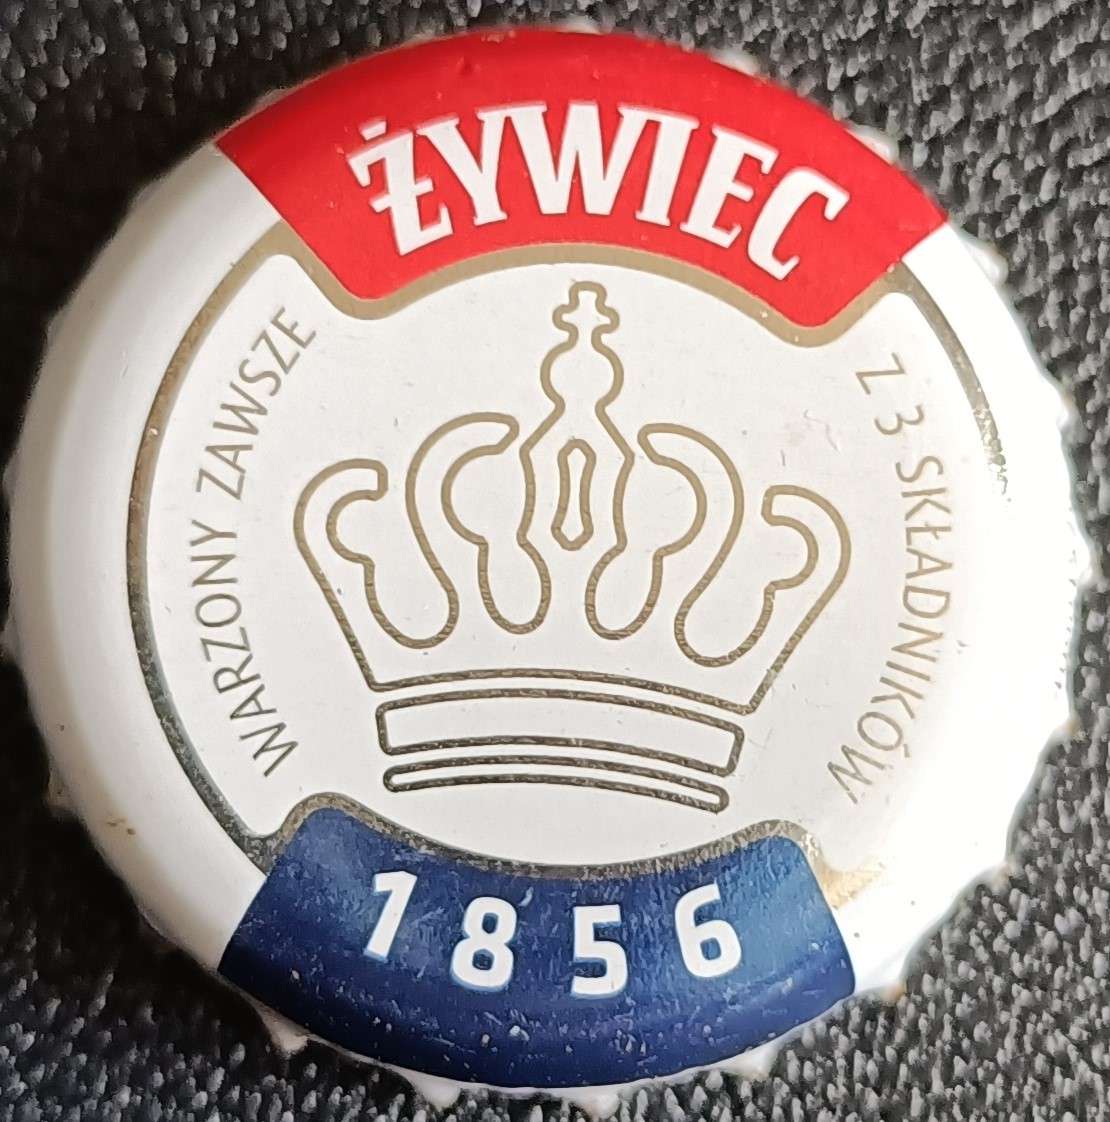 ŻYWIEC
WARZONY ZAWSZE
Z 3 SKŁADNIKÓW
1856